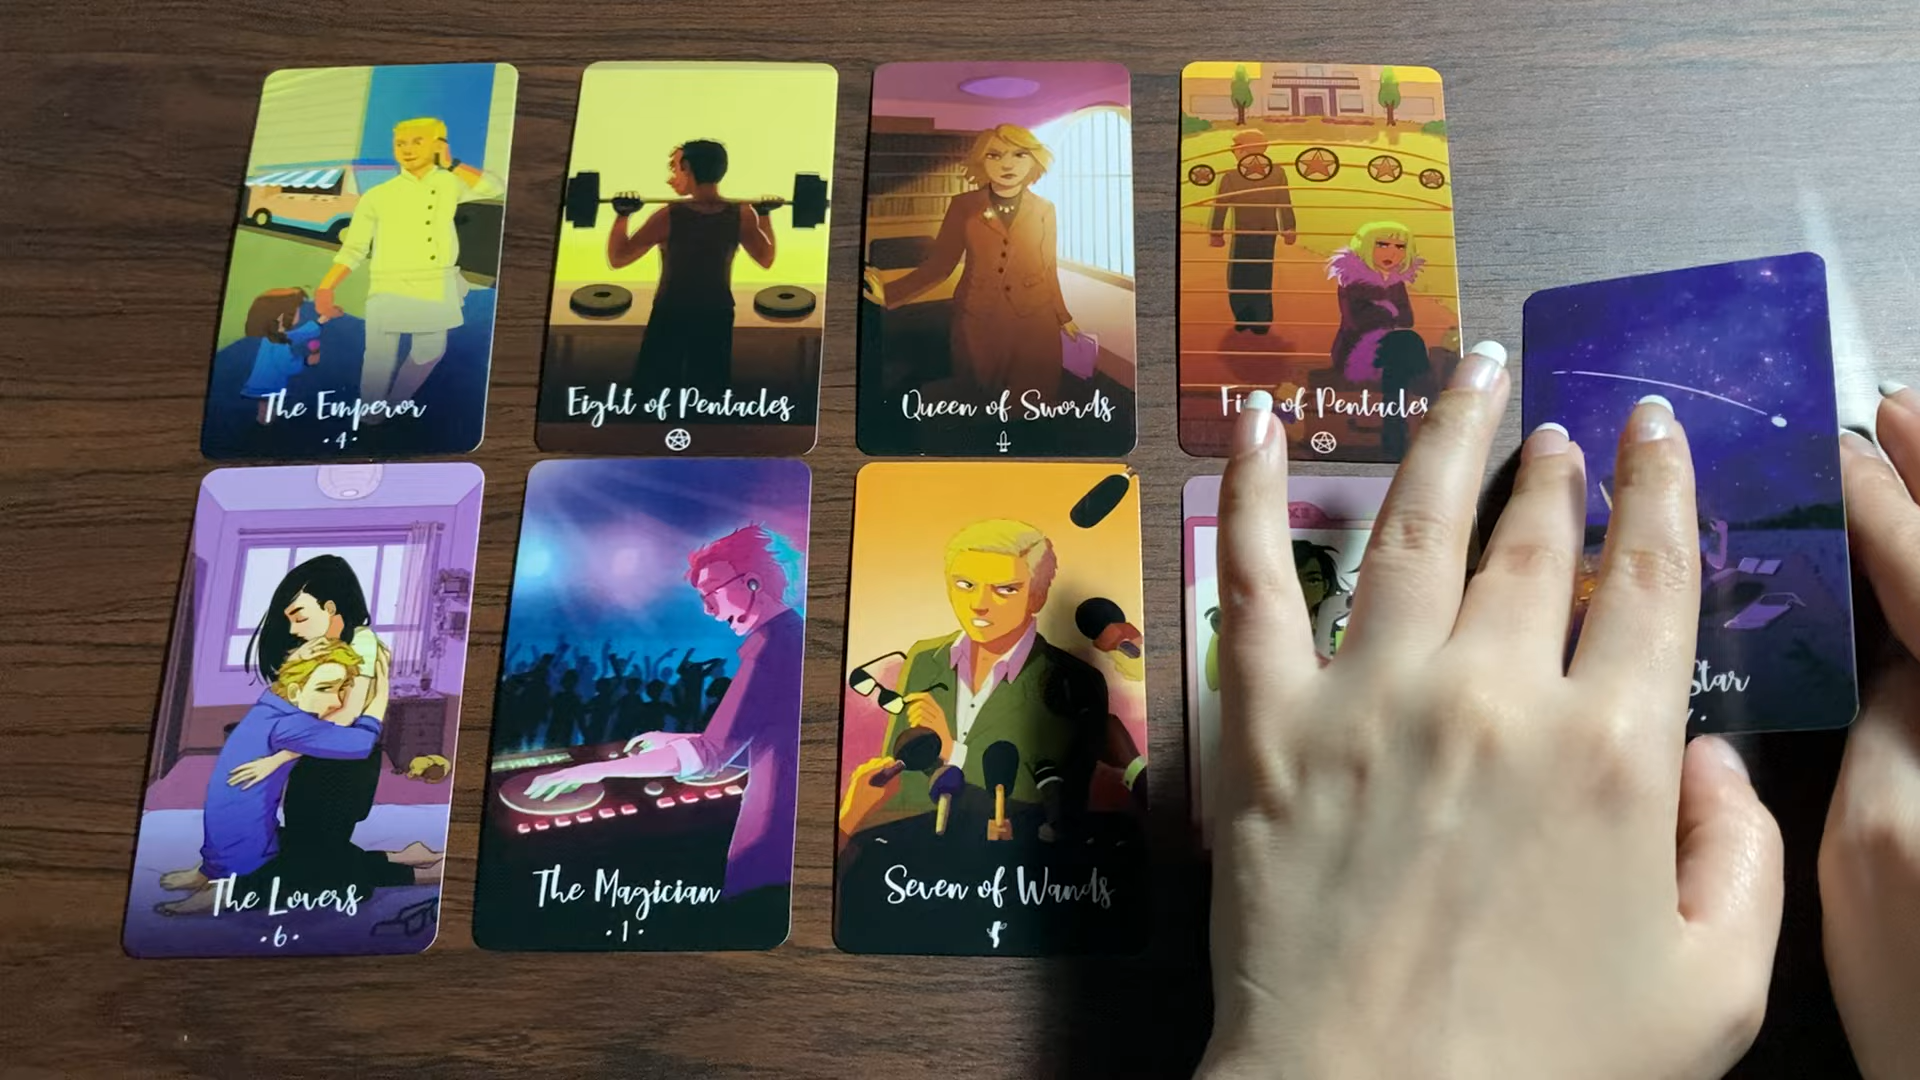 The Emperor
· 4 ·
Eight of Pentacles
Queen of Swords
of Pentacles
The Lovers
· 6 ·
The Magician
· 1 ·
Seven of Wands
Star